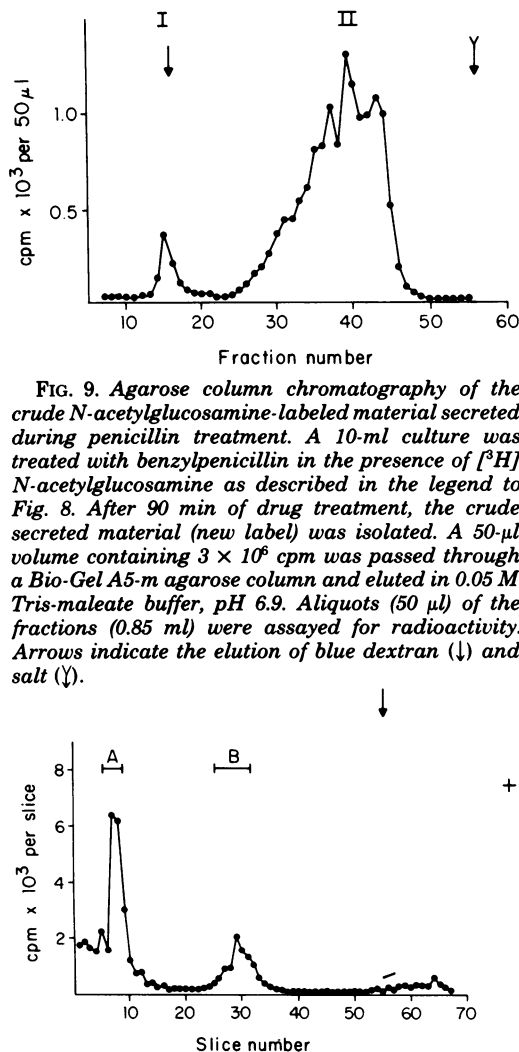 I II
Y
1.0
0.5
cpm x 10³ per 50µl
10 20 30 40 50 60
Fraction number
FIG. 9. Agarose column chromatography of the
crude N-acetylglucosamine-labeled material secreted
during penicillin treatment. A 10-ml culture was
treated with benzylpenicillin in the presence of [³H]
N-acetylglucosamine as described in the legend to
Fig. 8. After 90 min of drug treatment, the crude
secreted material (new label) was isolated. A 50-µl
volume containing 3 × 10⁶ cpm was passed through
a Bio-Gel A5-m agarose column and eluted in 0.05 M
Tris-maleate buffer, pH 6.9. Aliquots (50 µl) of the
fractions (0.85 ml) were assayed for radioactivity.
Arrows indicate the elution of blue dextran (↓) and
salt (Y↓).
A B
+
8
6
4
2
cpm x 10³ per slice
10 20 30 40 50 60 70
Slice number